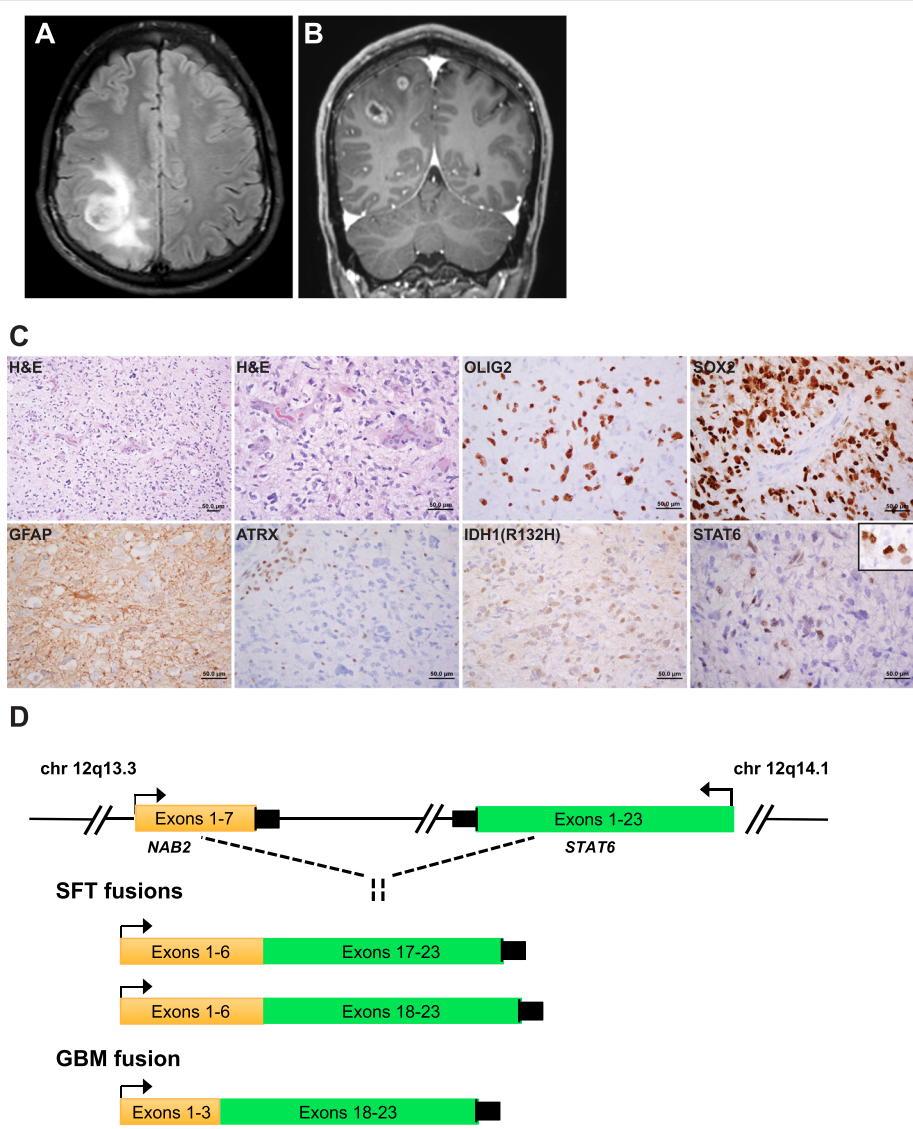 A
B
C
H&E
H&E
OLIG2
SOX2
50.0 µm
50.0 µm
50.0 µm
50.0 µm
GFAP
ATRX
IDH1(R132H)
STAT6
50.0 µm
50.0 µm
50.0 µm
50.0 µm
D
chr 12q13.3
chr 12q14.1
Exons 1-7
Exons 1-23
NAB2
STAT6
SFT fusions
Exons 1-6
Exons 17-23
Exons 1-6
Exons 18-23
GBM fusion
Exons 1-3
Exons 18-23